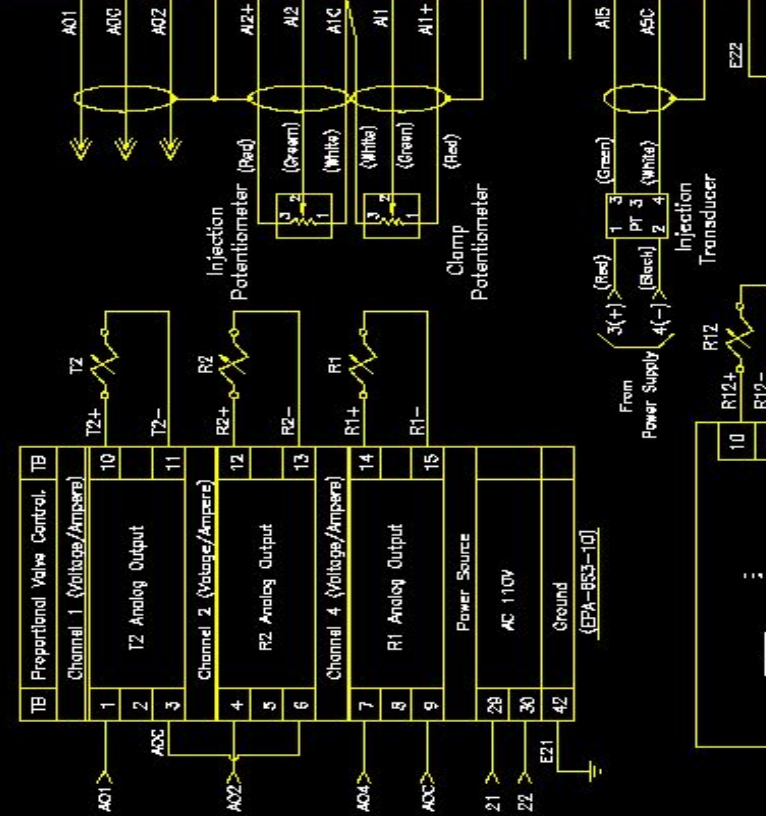 AO1
AOC
AO2
AI2+
AI2
AIC
AI1
AI1+
AI5
A5C
E22
(Red)
(Green)
(White)
(White)
(Green)
(Red)
(Green)
(White)
3
2
1
3
2
1
3
4
PT 3
1
2
Injection
Potentiometer
Clamp
Potentiometer
Injection
Transducer
(Red)
(Black)
3(+)
4(-)
From
Power Supply
T2
R2
R1
R12
T2+
T2-
R2+
R2-
R1+
R1-
R12+
R12-
TB Proportional Valve Control. TB
Channel 1 (Voltage/Ampere)
1
2
3
T2 Analog Output
10
11
Channel 2 (Votage/Ampere)
4
5
6
R2 Analog Output
12
13
Channel 4 (Voltage/Ampere)
7
8
9
R1 Analog Output
14
15
Power Source
29
30
AC 110V
42
Ground
(EPA-853-10)
10
AO1
AOC
AO2
AO4
AOC
21
22
E21